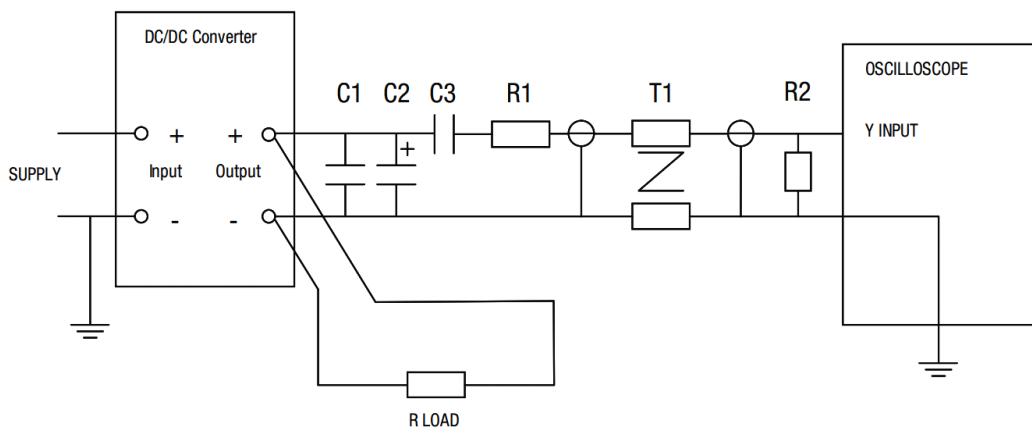 DC/DC Converter
OSCILLOSCOPE
C1 C2 C3 R1 T1 R2
+ + + Y INPUT
SUPPLY Input Output
- -
R LOAD